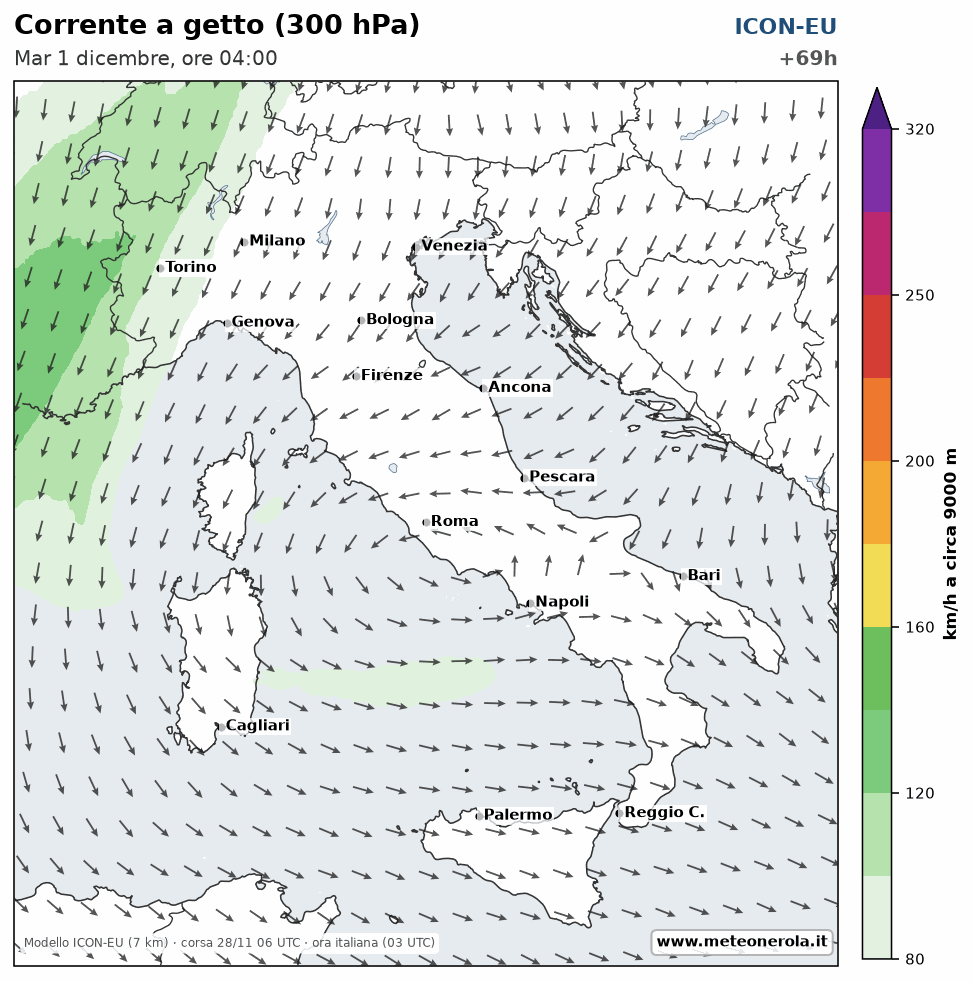 Corrente a getto (300 hPa)
ICON-EU
Mar 1 dicembre, ore 04:00
+69h
Milano
Venezia
Torino
Genova
Bologna
Firenze
Ancona
Pescara
Roma
Bari
Napoli
Cagliari
Palermo
Reggio C.
Modello ICON-EU (7 km) · corsa 28/11 06 UTC · ora italiana (03 UTC)
www.meteonerola.it
320
250
200
160
120
80
km/h a circa 9000 m